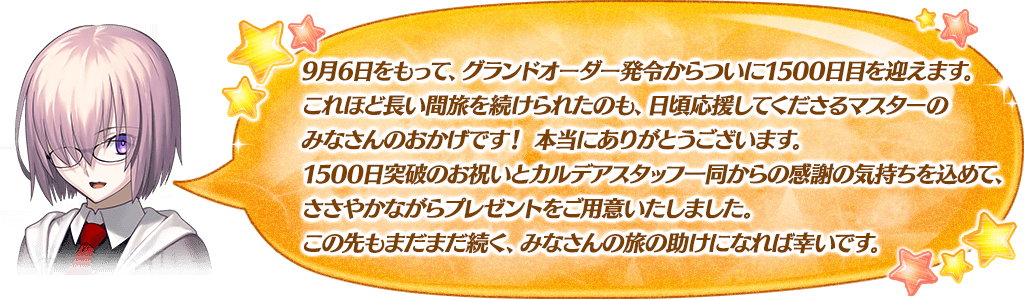 9月6日をもって、グランドオーダー発令からついに1500日目を迎えます。
これほど長い間旅を続けられたのも、日頃応援してくださるマスターの
みなさんのおかげです! 本当にありがとうございます。
1500日突破のお祝いとカルデアスタッフ一同からの感謝の気持ちを込めて、
ささやかながらプレゼントをご用意いたしました。
この先もまだまだ続く、みなさんの旅の助けになれば幸いです。